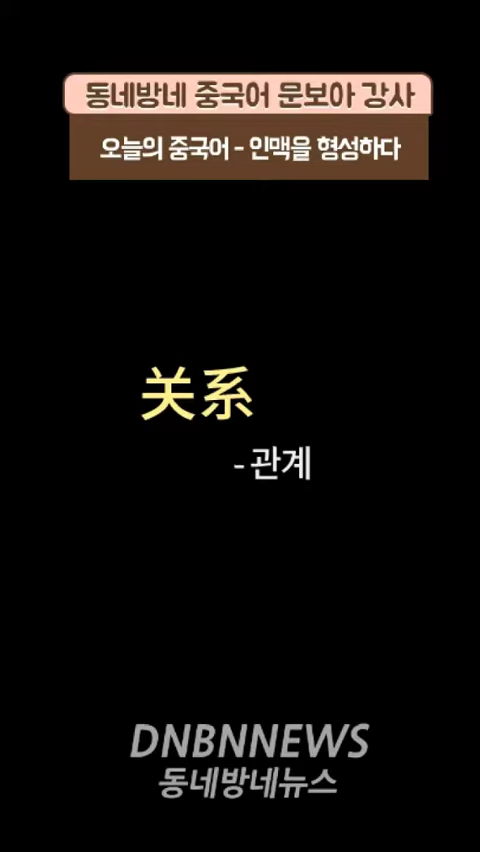 동네방네 중국어 문보아 강사
오늘의 중국어 - 인맥을 형성하다
关系
- 관계
DNBNNEWS
동네방네뉴스